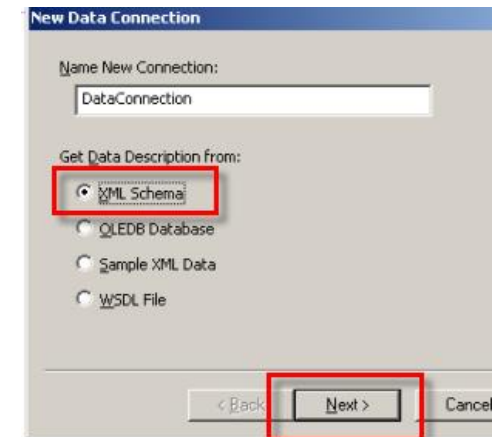 New Data Connection
Name New Connection:
DataConnection
Get Data Description from:
XML Schema
OLEDB Database
Sample XML Data
WSDL File
< Back Next > Cancel